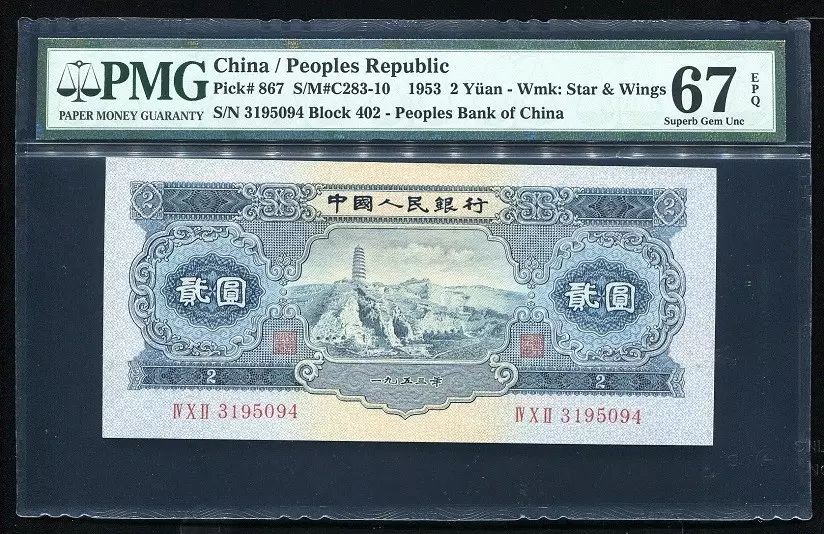 PMG
PAPER MONEY GUARANTY
China / Peoples Republic
Pick# 867 S/M#C283-10 1953 2 Yüan - Wmk: Star & Wings
S/N 3195094 Block 402 - Peoples Bank of China
67
EPQ
Superb Gem Unc
2
中國人民銀行
2
貳圓
貳圓
一九五三年
2
2
ⅣⅩⅡ 3195094
ⅣⅩⅡ 3195094